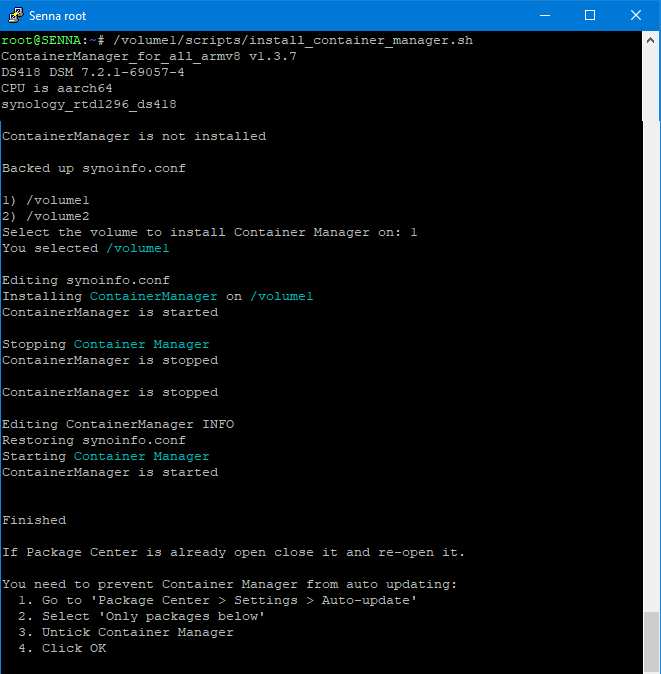 Senna root
root@SENNA:~# /volume1/scripts/install_container_manager.sh
ContainerManager_for_all_armv8 v1.3.7
DS418 DSM 7.2.1-69057-4
CPU is aarch64
synology_rtd1296_ds418
ContainerManager is not installed
Backed up synoinfo.conf
1) /volume1
2) /volume2
Select the volume to install Container Manager on: 1
You selected /volume1
Editing synoinfo.conf
Installing ContainerManager on /volume1
ContainerManager is started
Stopping Container Manager
ContainerManager is stopped
ContainerManager is stopped
Editing ContainerManager INFO
Restoring synoinfo.conf
Starting Container Manager
ContainerManager is started
Finished
If Package Center is already open close it and re-open it.
You need to prevent Container Manager from auto updating:
1. Go to 'Package Center > Settings > Auto-update'
2. Select 'Only packages below'
3. Untick Container Manager
4. Click OK